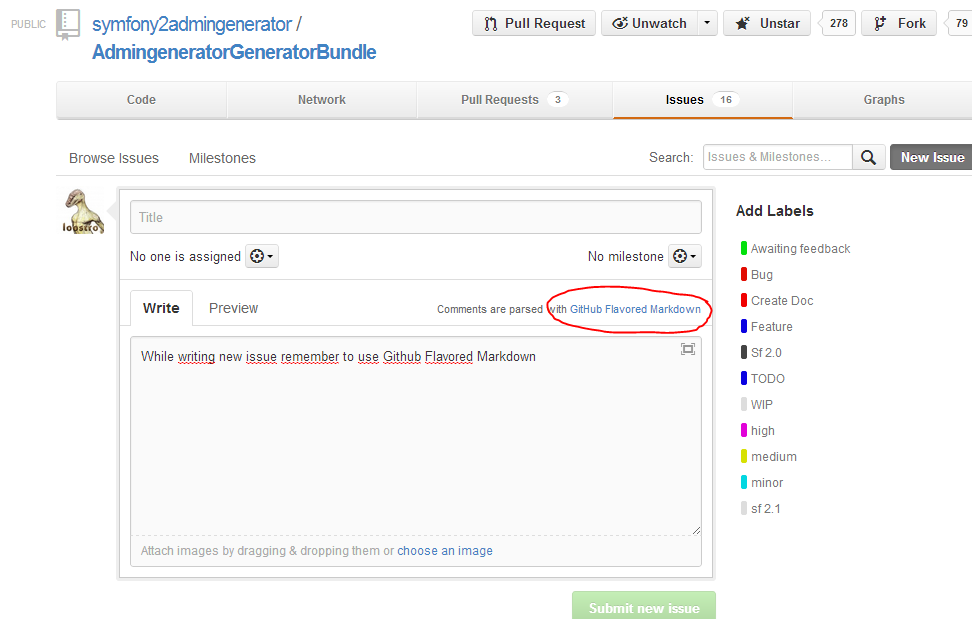 PUBLIC symfony2admingenerator / Pull Request Unwatch Unstar 278 Fork 79
AdmingeneratorGeneratorBundle
Code Network Pull Requests 3 Issues 16 Graphs
Browse Issues Milestones Search: Issues & Milestones... New Issue
loostro
Title
No one is assigned No milestone
Write Preview Comments are parsed with GitHub Flavored Markdown
While writing new issue remember to use Github Flavored Markdown
Attach images by dragging & dropping them or choose an image
Submit new issue
Add Labels
Awaiting feedback
Bug
Create Doc
Feature
Sf 2.0
TODO
WIP
high
medium
minor
sf 2.1